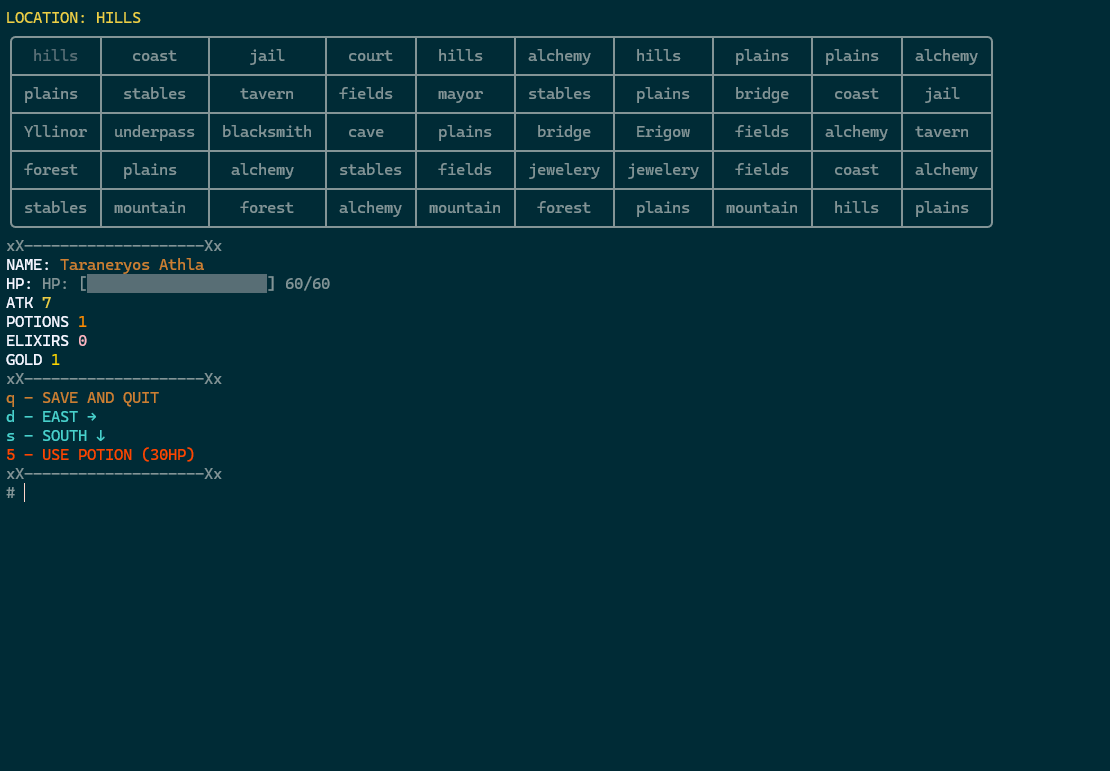 LOCATION: HILLS
hills coast jail court hills alchemy hills plains plains alchemy
plains stables tavern fields mayor stables plains bridge coast jail
Yllinor underpass blacksmith cave plains bridge Erigow fields alchemy tavern
forest plains alchemy stables fields jewelery jewelery fields coast alchemy
stables mountain forest alchemy mountain forest plains mountain hills plains
xX--------------------Xx
NAME: Taraneryos Athla
HP: HP: [                    ] 60/60
ATK 7
POTIONS 1
ELIXIRS 0
GOLD 1
xX--------------------Xx
q - SAVE AND QUIT
d - EAST →
s - SOUTH ↓
5 - USE POTION (30HP)
xX--------------------Xx
#